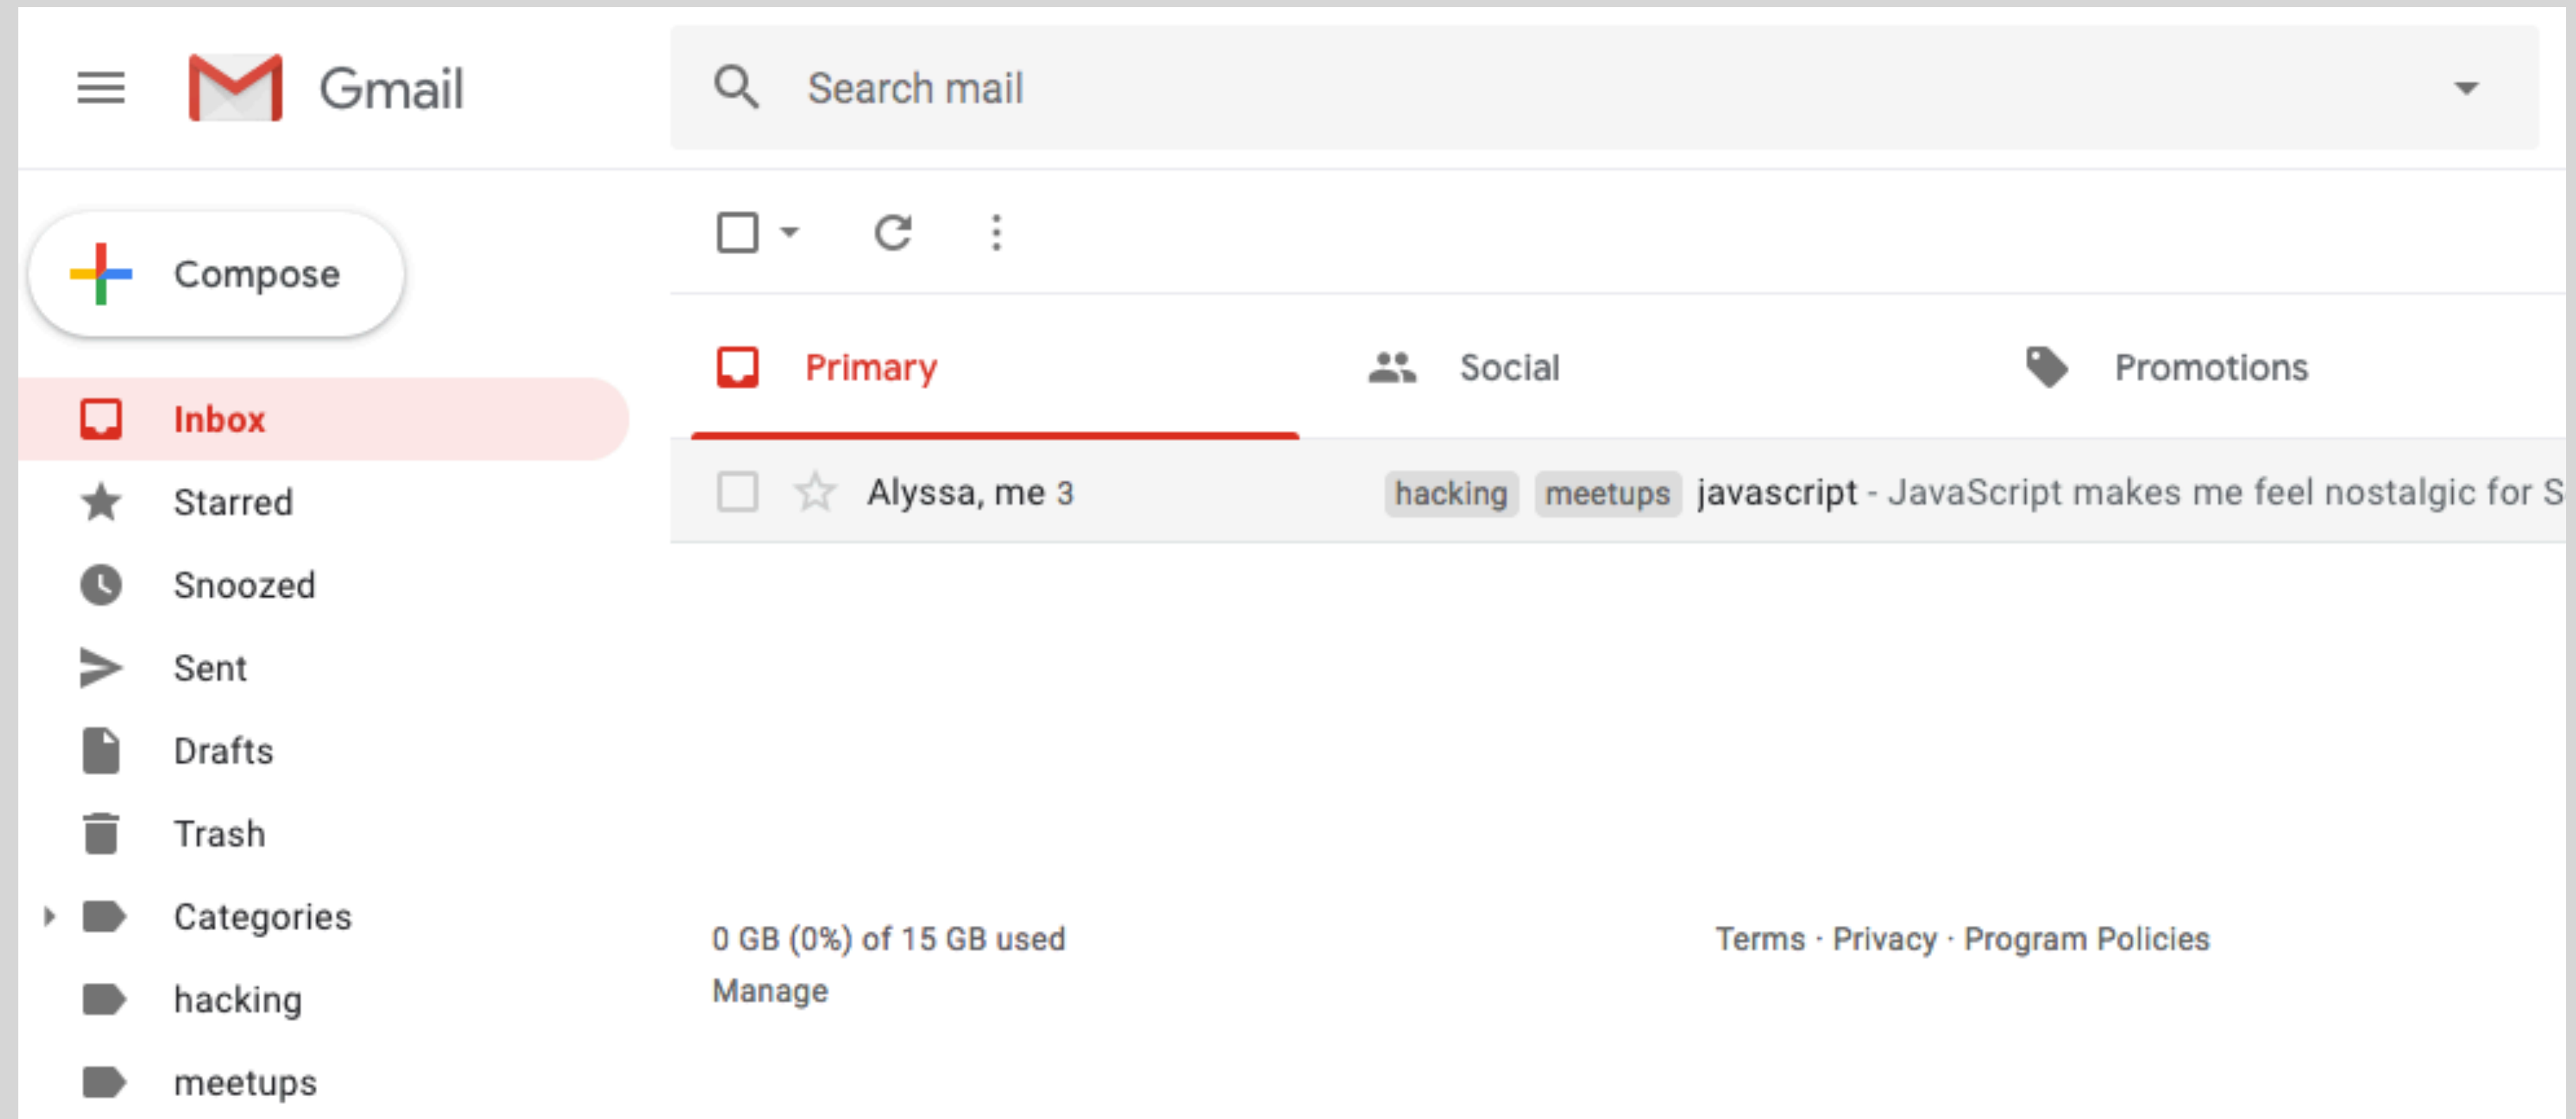 Gmail
Search mail
Compose
Primary
Social
Promotions
Inbox
Alyssa, me 3
hacking meetups javascript - JavaScript makes me feel nostalgic for S
Starred
Snoozed
Sent
Drafts
Trash
Categories
hacking
meetups
0 GB (0%) of 15 GB used
Manage
Terms · Privacy · Program Policies